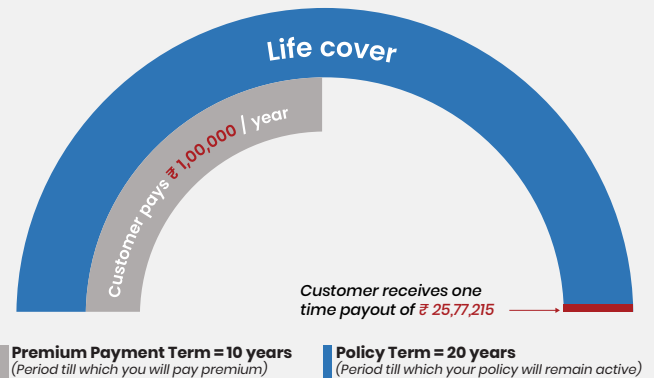 Life cover
Customer pays ₹ 1,00,000 | year
Customer receives one
time payout of ₹ 25,77,215
Premium Payment Term = 10 years
(Period till which you will pay premium)
Policy Term = 20 years
(Period till which your policy will remain active)